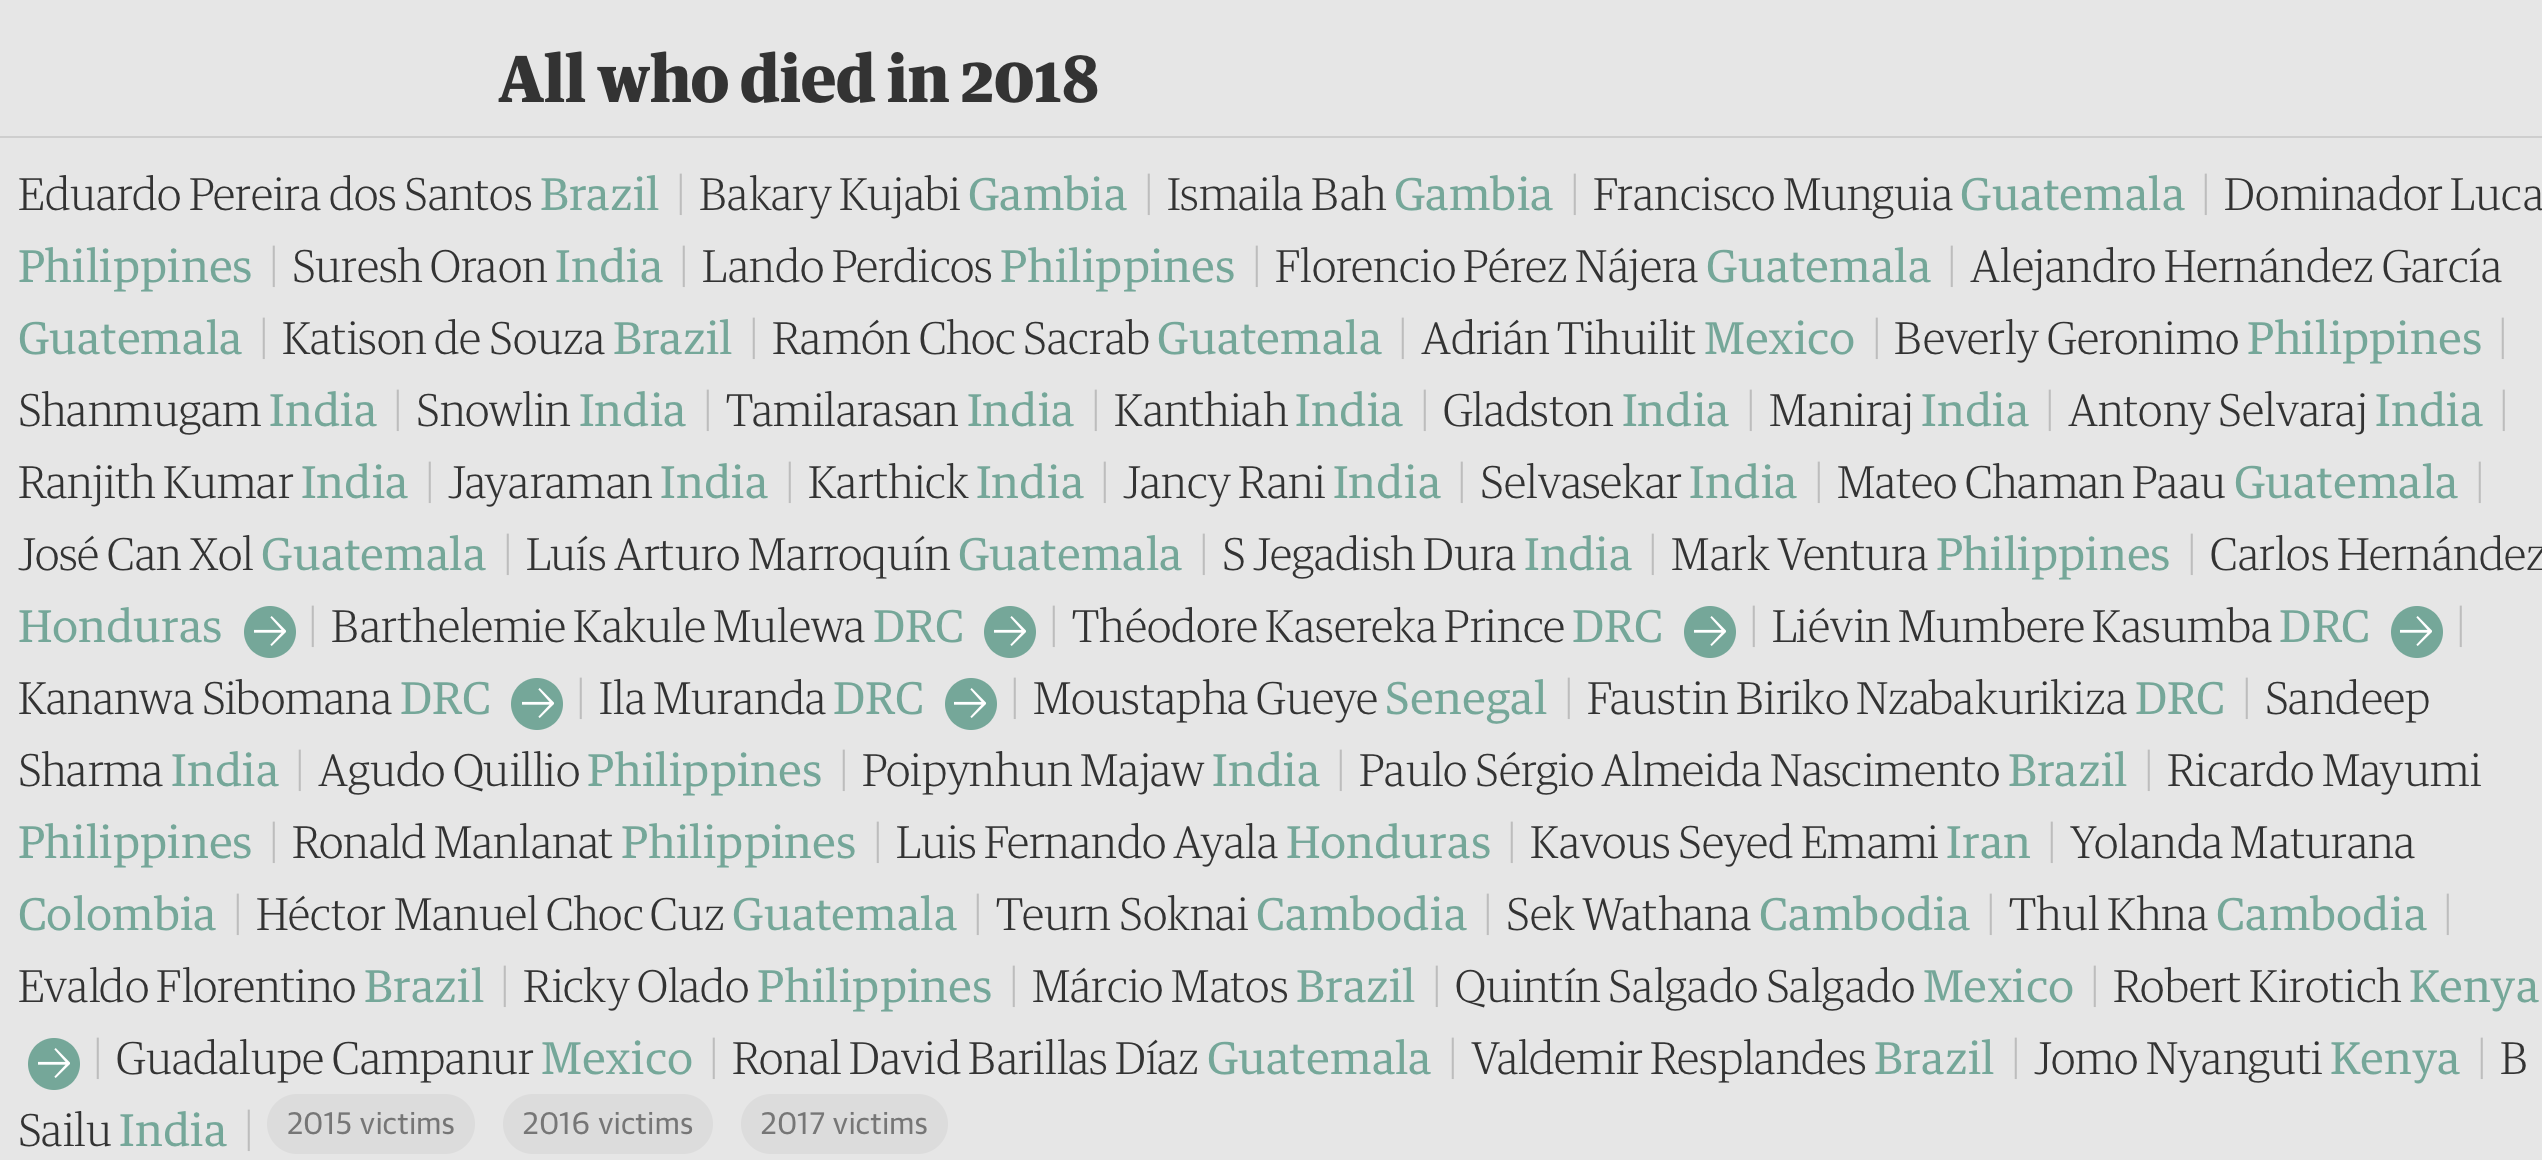 All who died in 2018
Eduardo Pereira dos Santos Brazil | Bakary Kujabi Gambia | Ismaila Bah Gambia | Francisco Munguia Guatemala | Dominador Luca
Philippines | Suresh Oraon India | Lando Perdicos Philippines | Florencio Pérez Nájera Guatemala | Alejandro Hernández García
Guatemala | Katison de Souza Brazil | Ramón Choc Sacrab Guatemala | Adrián Tihuilit Mexico | Beverly Geronimo Philippines |
Shanmugam India | Snowlin India | Tamilarasan India | Kanthiah India | Gladston India | Maniraj India | Antony Selvaraj India |
Ranjith Kumar India | Jayaraman India | Karthick India | Jancy Rani India | Selvasekar India | Mateo Chaman Paau Guatemala |
José Can Xol Guatemala | Luís Arturo Marroquín Guatemala | S Jegadish Dura India | Mark Ventura Philippines | Carlos Hernández
Honduras → | Barthelemie Kakule Mulewa DRC → | Théodore Kasereka Prince DRC → | Liévin Mumbere Kasumba DRC → |
Kananwa Sibomana DRC → | Ila Muranda DRC → | Moustapha Gueye Senegal | Faustin Biriko Nzabakurikiza DRC | Sandeep
Sharma India | Agudo Quillio Philippines | Poipynhun Majaw India | Paulo Sérgio Almeida Nascimento Brazil | Ricardo Mayumi
Philippines | Ronald Manlanat Philippines | Luis Fernando Ayala Honduras | Kavous Seyed Emami Iran | Yolanda Maturana
Colombia | Héctor Manuel Choc Cuz Guatemala | Teurn Soknai Cambodia | Sek Wathana Cambodia | Thul Khna Cambodia |
Evaldo Florentino Brazil | Ricky Olado Philippines | Márcio Matos Brazil | Quintín Salgado Salgado Mexico | Robert Kirotich Kenya
→ | Guadalupe Campanur Mexico | Ronal David Barillas Díaz Guatemala | Valdemir Resplandes Brazil | Jomo Nyanguti Kenya | B
Sailu India | 2015 victims 2016 victims 2017 victims